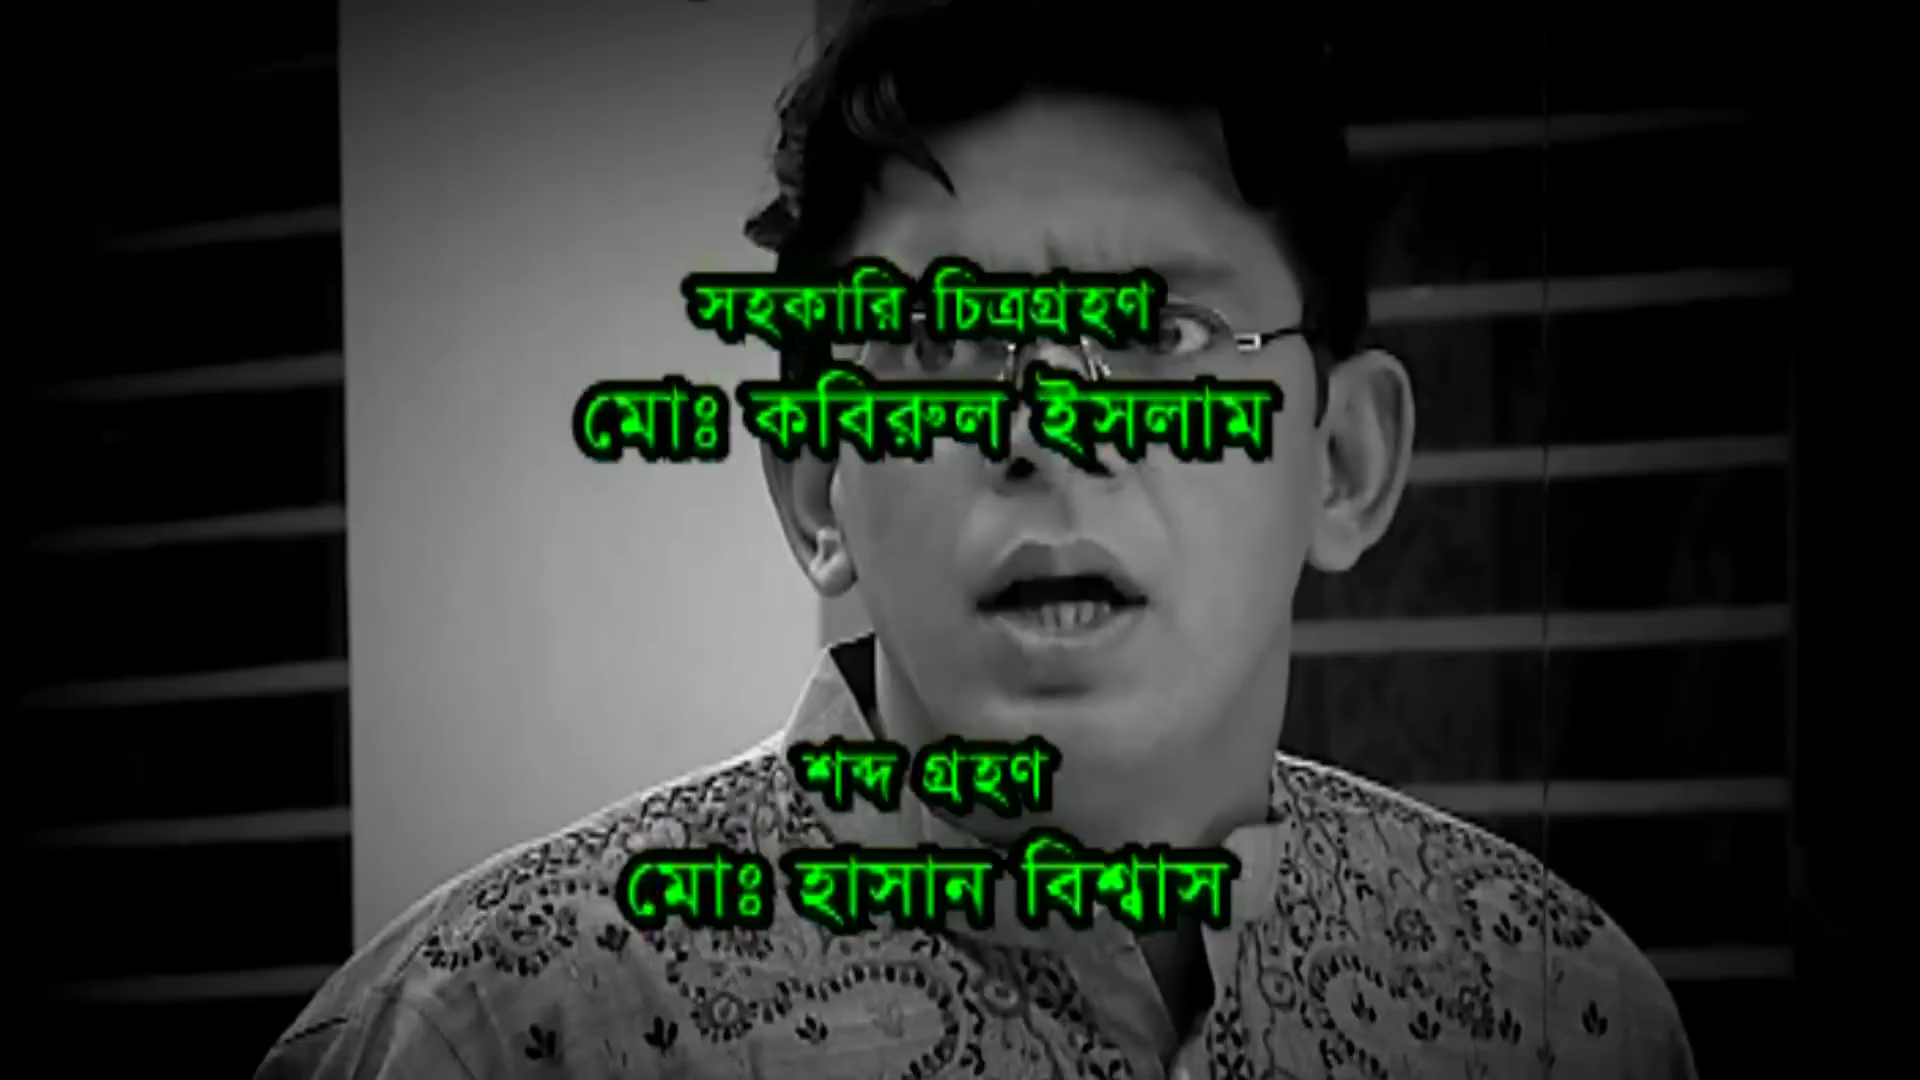 সহকারি চিত্রগ্রহণ
মোঃ কবিরুল ইসলাম
শব্দ গ্রহণ
মোঃ হাসান বিশ্বাস